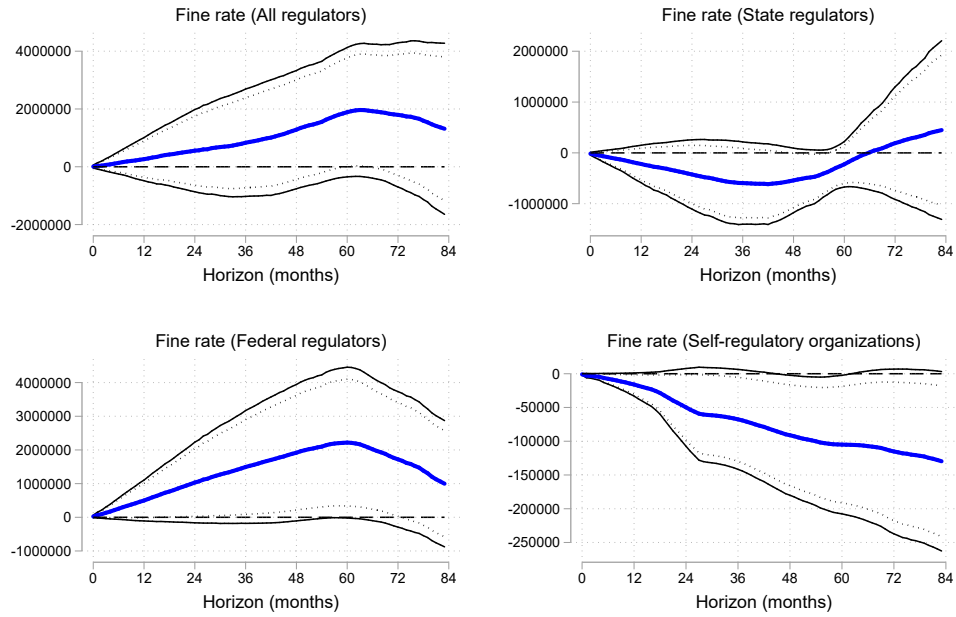 Fine rate (All regulators)
4000000
2000000
0
-2000000
0 12 24 36 48 60 72 84
Horizon (months)
Fine rate (State regulators)
2000000
1000000
0
-1000000
0 12 24 36 48 60 72 84
Horizon (months)
Fine rate (Federal regulators)
4000000
3000000
2000000
1000000
0
-1000000
0 12 24 36 48 60 72 84
Horizon (months)
Fine rate (Self-regulatory organizations)
0
-50000
-100000
-150000
-200000
-250000
0 12 24 36 48 60 72 84
Horizon (months)